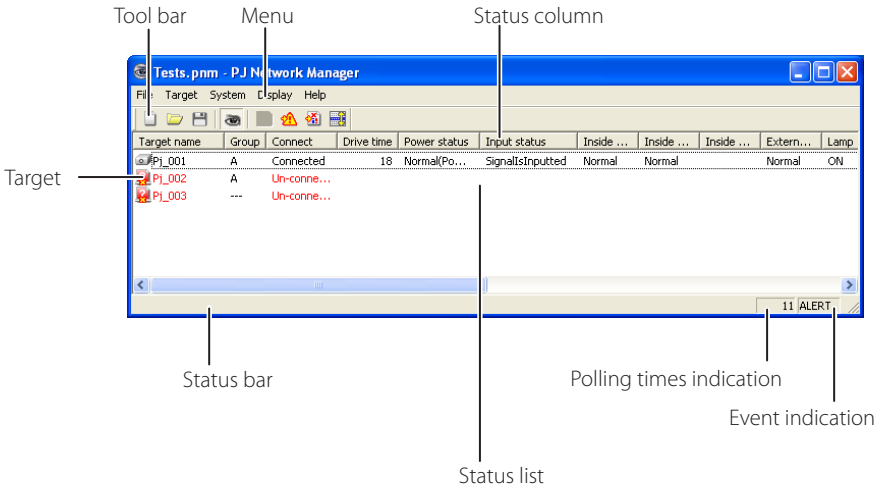 Tool bar Menu Status column
Tests.pnm - PJ Network Manager
File Target System Display Help
Target name Group Connect Drive time Power status Input status Inside ... Inside ... Inside ... Extern... Lamp
Pj_001 A Connected 18 Normal(Po... SignalIsInputted Normal Normal Normal ON
Target
Pj_002 A Un-conne...
Pj_003 --- Un-conne...
11 ALERT
Status bar Polling times indication
Event indication
Status list